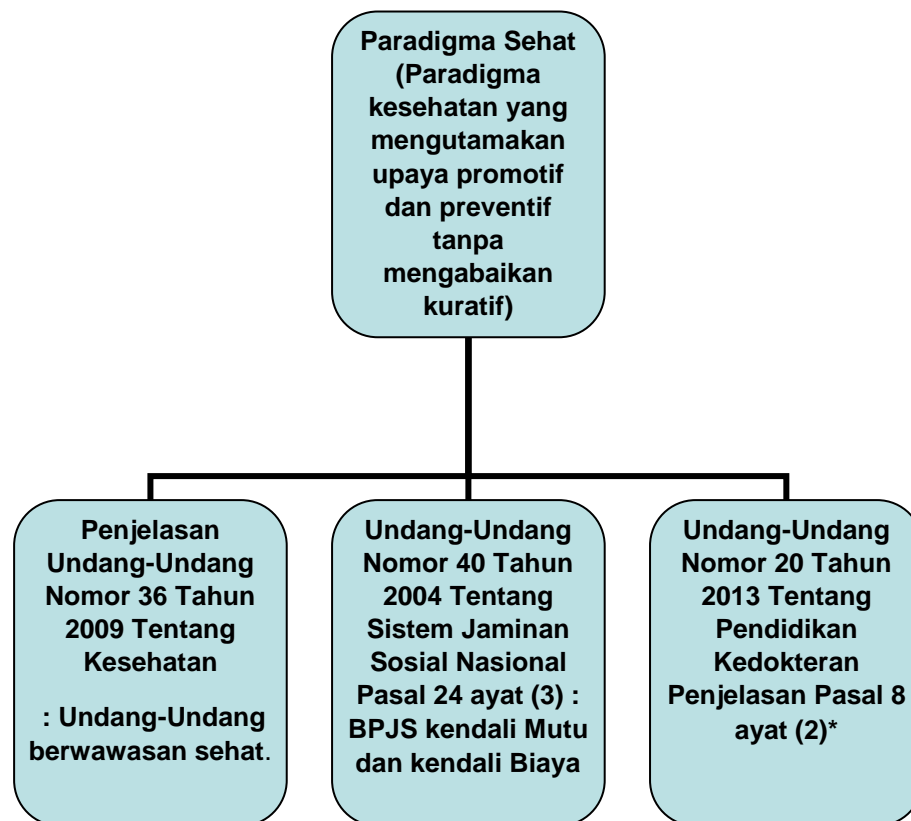 Paradigma Sehat
(Paradigma
kesehatan yang
mengutamakan
upaya promotif
dan preventif
tanpa
mengabaikan
kuratif)
Penjelasan
Undang-Undang
Nomor 36 Tahun
2009 Tentang
Kesehatan
: Undang-Undang
berwawasan sehat.
Undang-Undang
Nomor 40 Tahun
2004 Tentang
Sistem Jaminan
Sosial Nasional
Pasal 24 ayat (3) :
BPJS kendali Mutu
dan kendali Biaya
Undang-Undang
Nomor 20 Tahun
2013 Tentang
Pendidikan
Kedokteran
Penjelasan Pasal 8
ayat (2)*